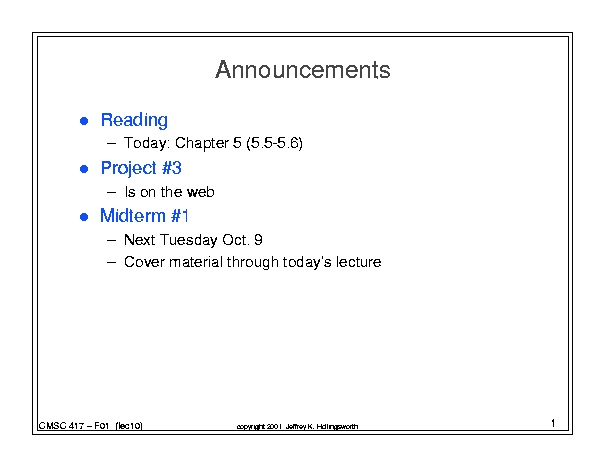 Announcements
● Reading
– Today: Chapter 5 (5.5-5.6)
● Project #3
– Is on the web
● Midterm #1
– Next Tuesday Oct. 9
– Cover material through today's lecture
CMSC 417 – F01 (lec10)
copyright 2001 Jeffrey K. Hollingsworth
1